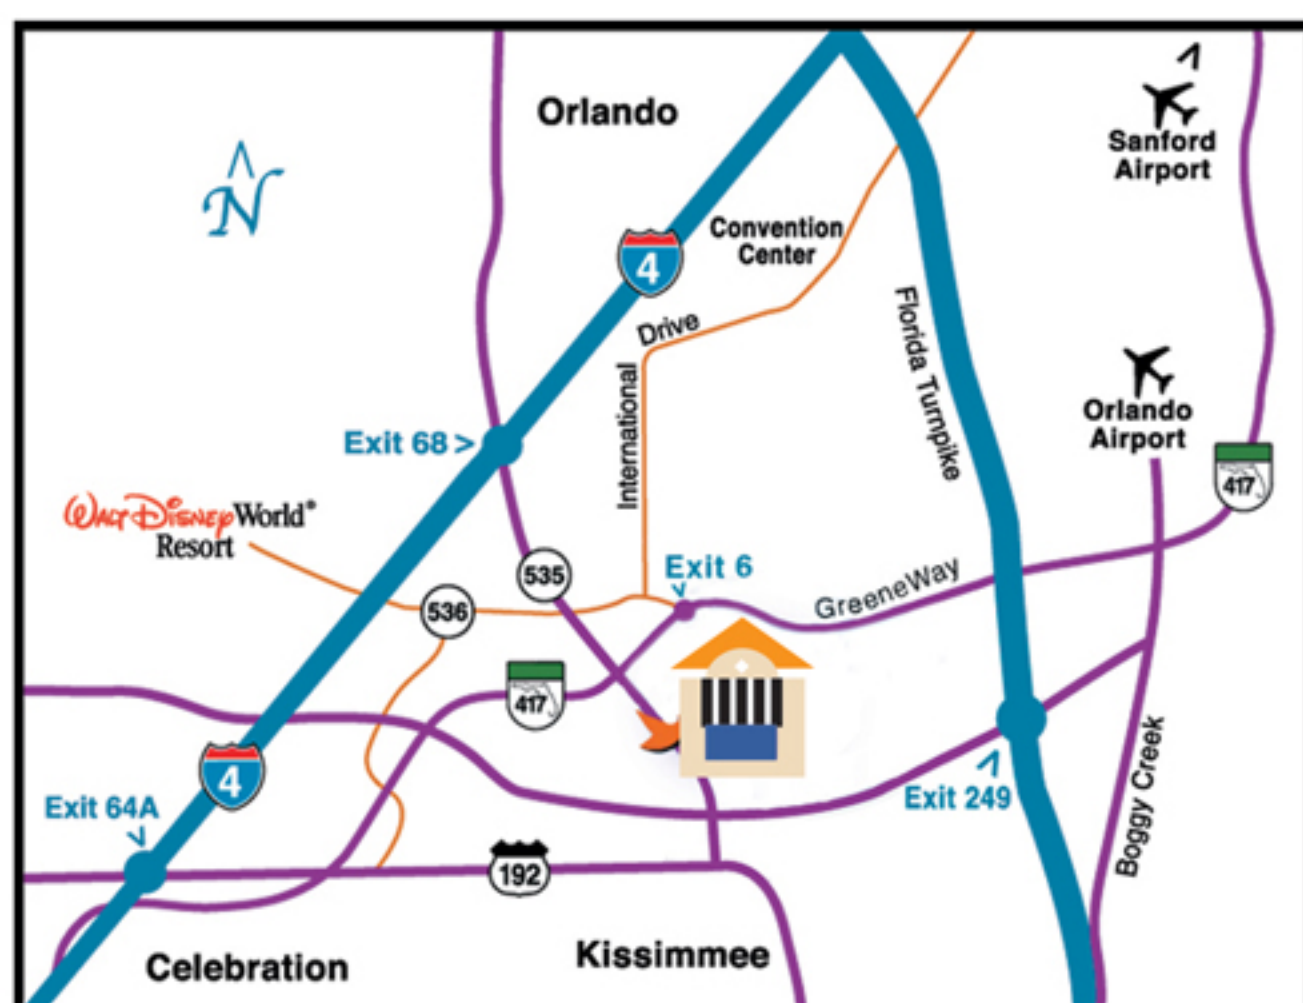 Orlando
N
Sanford
Airport
Convention
Center
4
Drive
Florida Turnpike
International
Orlando
Airport
Exit 68 >
417
Walt Disney World®
Resort
535
Exit 6
536
GreeneWay
417
4
Exit 64A
Exit 249
Boggy Creek
192
Celebration
Kissimmee